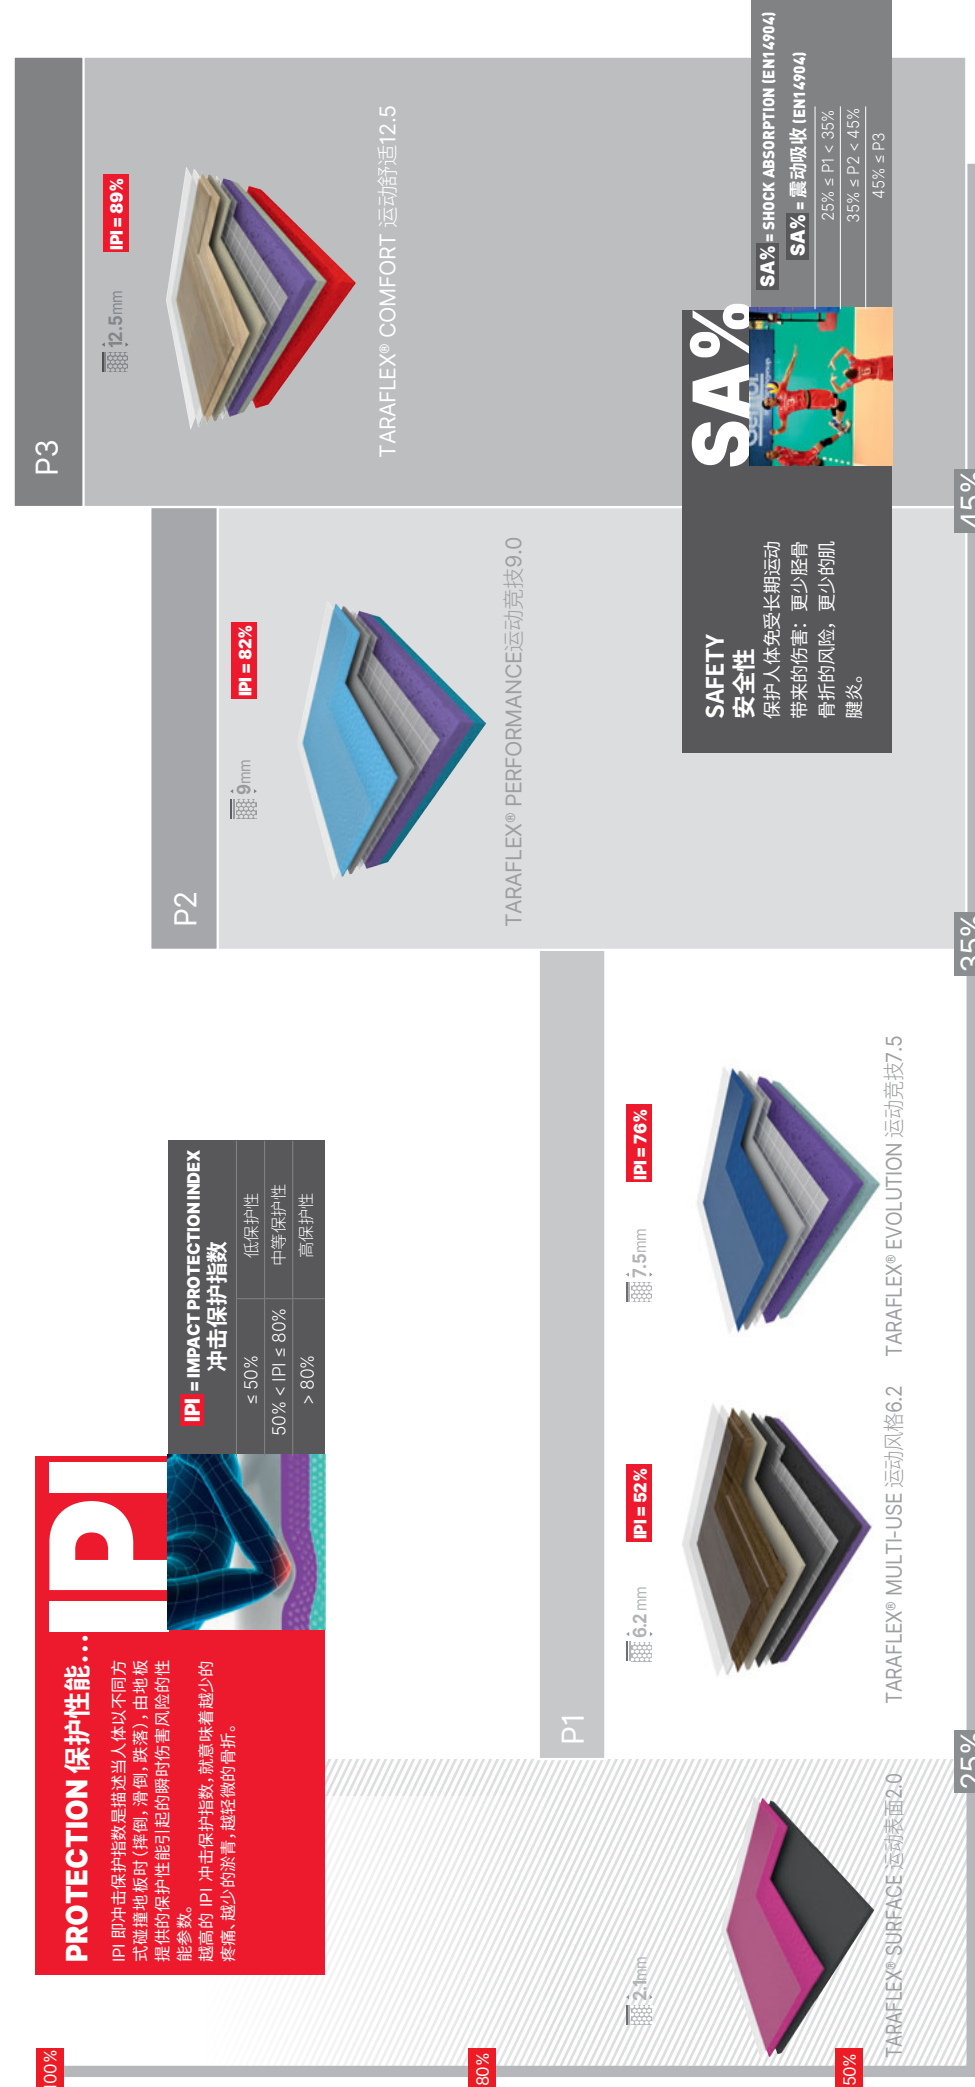 PROTECTION 保护性能...
IPI
IPI 即冲击保护指数是描述当人体以不同方
式碰撞地板时（摔倒，滑倒，跌落），由地板
提供的保护性能引起的瞬时伤害风险的性
能参数。
越高的 IPI 冲击保护指数，就意味着越少的
疼痛、越少的淤青，越轻微的骨折。
IPI = IMPACT PROTECTION INDEX
冲击保护指数
≤ 50% 低保护性
50% < IPI ≤ 80% 中等保护性
> 80% 高保护性
00%
80%
50%
2.1mm
TARAFLEX® SURFACE 运动表面2.0
25%
P1
6.2 mm
IPI = 52%
TARAFLEX® MULTI-USE 运动风格6.2
7.5mm
IPI = 76%
TARAFLEX® EVOLUTION 运动竞技7.5
35%
P2
9mm
IPI = 82%
TARAFLEX® PERFORMANCE运动竞技9.0
45%
P3
12.5mm
IPI = 89%
TARAFLEX® COMFORT 运动舒适12.5
SA%
SAFETY
安全性
保护人体免受长期运动
带来的伤害：更少胫骨
骨折的风险，更少的肌
腱炎。
SA% = SHOCK ABSORPTION (EN14904)
SA% = 震动吸收 (EN14904)
25% ≤ P1 < 35%
35% ≤ P2 < 45%
45% ≤ P3